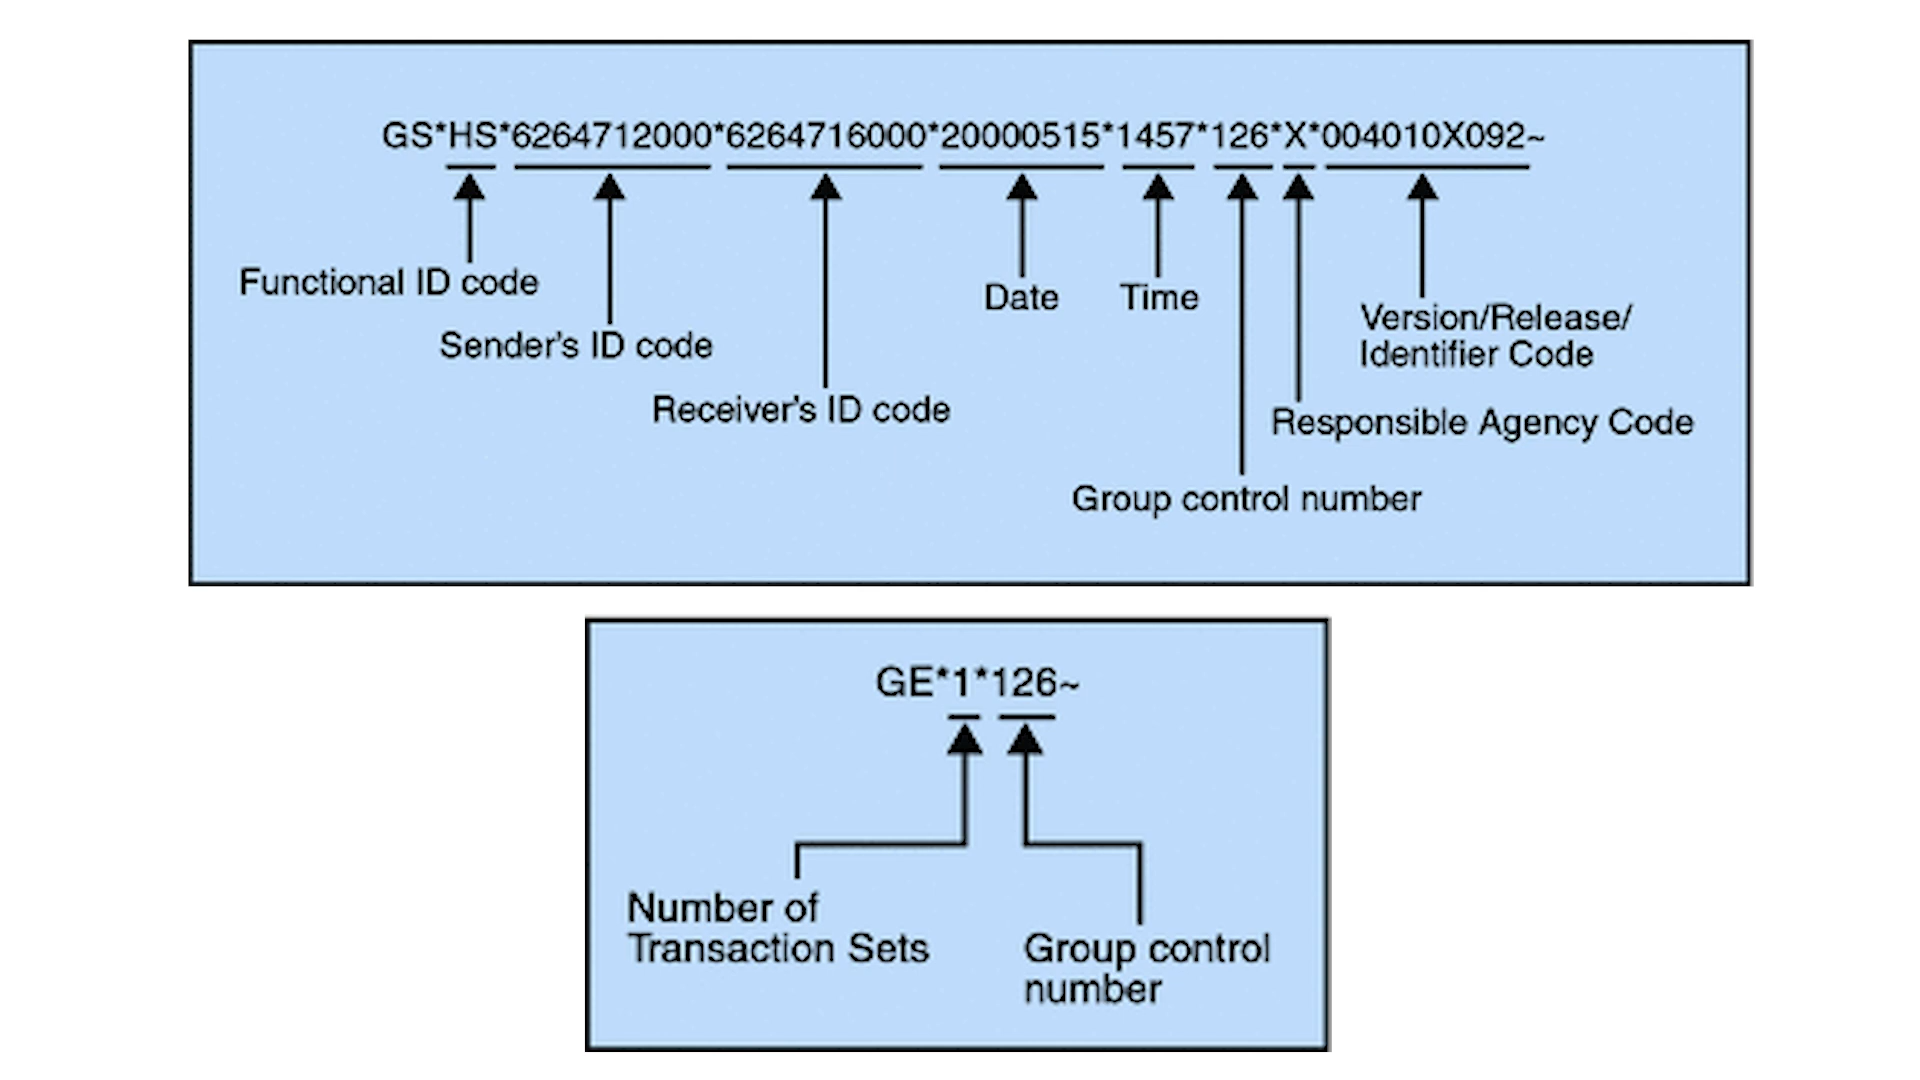 GS*HS*6264712000*6264716000*20000515*1457*126*X*004010X092~
Functional ID code
Sender's ID code
Receiver's ID code
Date
Time
Version/Release/
Identifier Code
Responsible Agency Code
Group control number
GE*1*126~
Number of
Transaction Sets
Group control
number